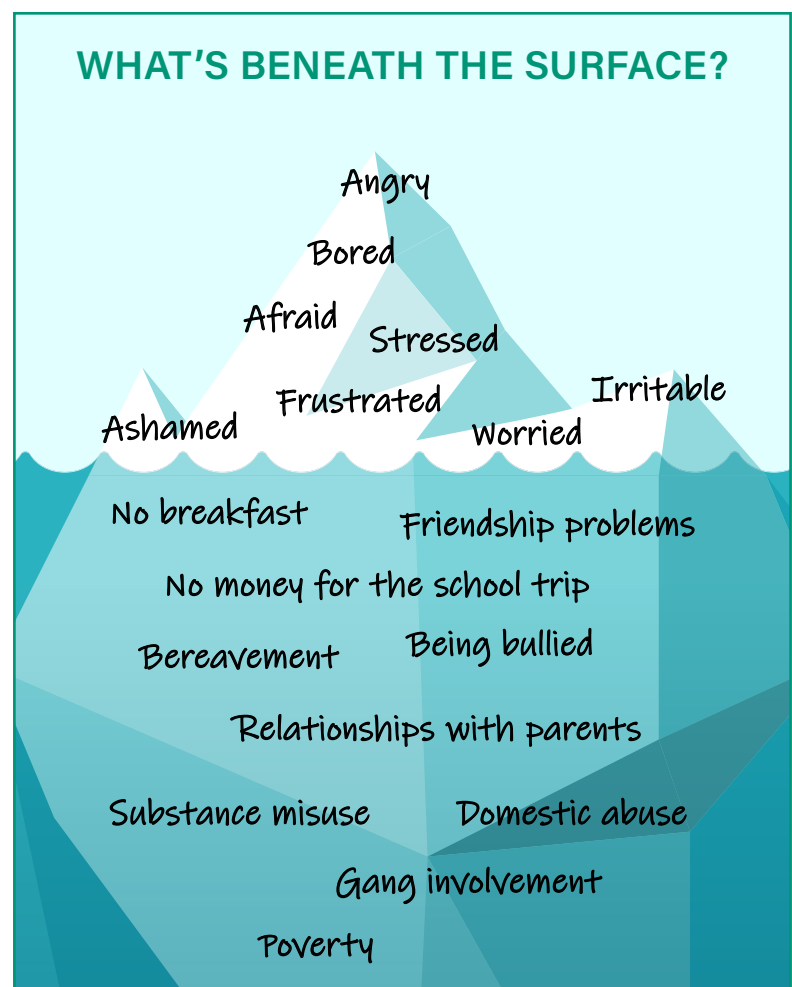 WHAT'S BENEATH THE SURFACE?
Angry
Bored
Afraid
Stressed
Irritable
Frustrated
Ashamed
Worried
No breakfast
Friendship problems
No money for the school trip
Being bullied
Bereavement
Relationships with parents
Substance misuse
Domestic abuse
Gang involvement
Poverty